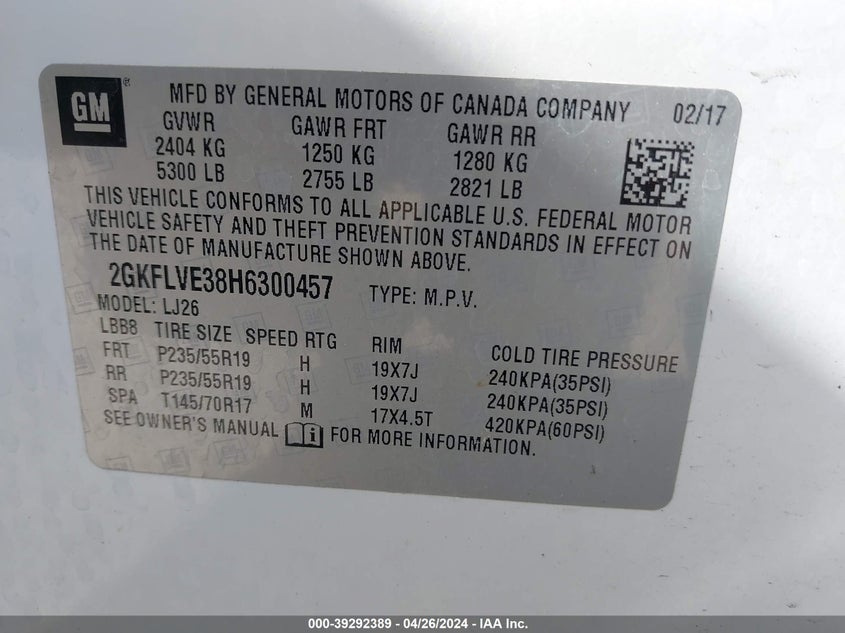 GM ®
MFD BY GENERAL MOTORS OF CANADA COMPANY 02/17
GVWR GAWR FRT GAWR RR
2404 KG 1250 KG 1280 KG
5300 LB 2755 LB 2821 LB
THIS VEHICLE CONFORMS TO ALL APPLICABLE U.S. FEDERAL MOTOR
VEHICLE SAFETY AND THEFT PREVENTION STANDARDS IN EFFECT ON
THE DATE OF MANUFACTURE SHOWN ABOVE.
2GKFLVE38H6300457 TYPE: M.P.V.
MODEL: LJ26
LBB8 TIRE SIZE SPEED RTG RIM COLD TIRE PRESSURE
FRT P235/55R19 H 19X7J 240KPA(35PSI)
RR P235/55R19 H 19X7J 240KPA(35PSI)
SPA T145/70R17 M 17X4.5T 420KPA(60PSI)
SEE OWNER'S MANUAL i FOR MORE INFORMATION.
000-39292389 - 04/26/2024 - IAA Inc.